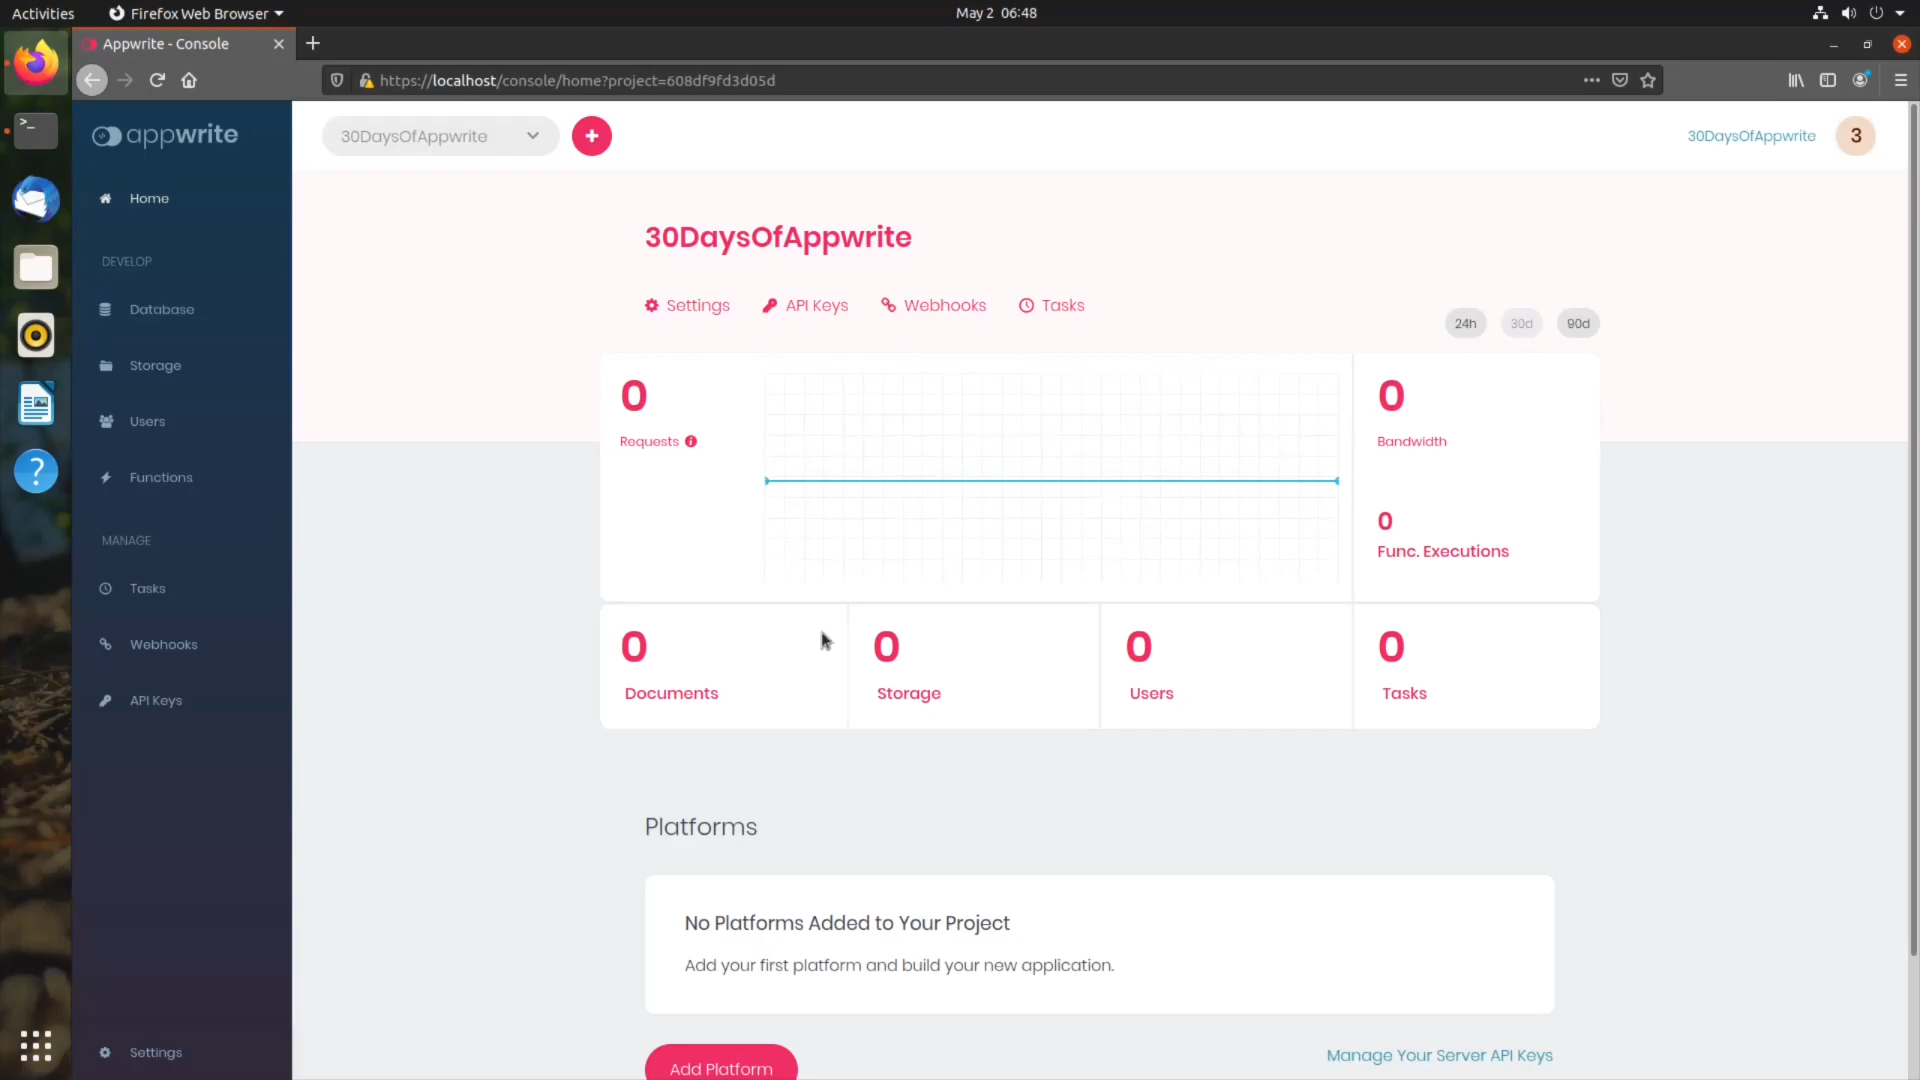 Activities
Firefox Web Browser
May 2 06:48
Appwrite - Console
https://localhost/console/home?project=608df9fd3d05d
appwrite
30DaysOfAppwrite
+
30DaysOfAppwrite
3
Home
DEVELOP
Database
Storage
Users
Functions
MANAGE
Tasks
Webhooks
API Keys
Settings
30DaysOfAppwrite
Settings
API Keys
Webhooks
Tasks
24h
30d
90d
0
Requests
0
Bandwidth
0
Func. Executions
0
Documents
0
Storage
0
Users
0
Tasks
Platforms
No Platforms Added to Your Project
Add your first platform and build your new application.
Add Platform
Manage Your Server API Keys